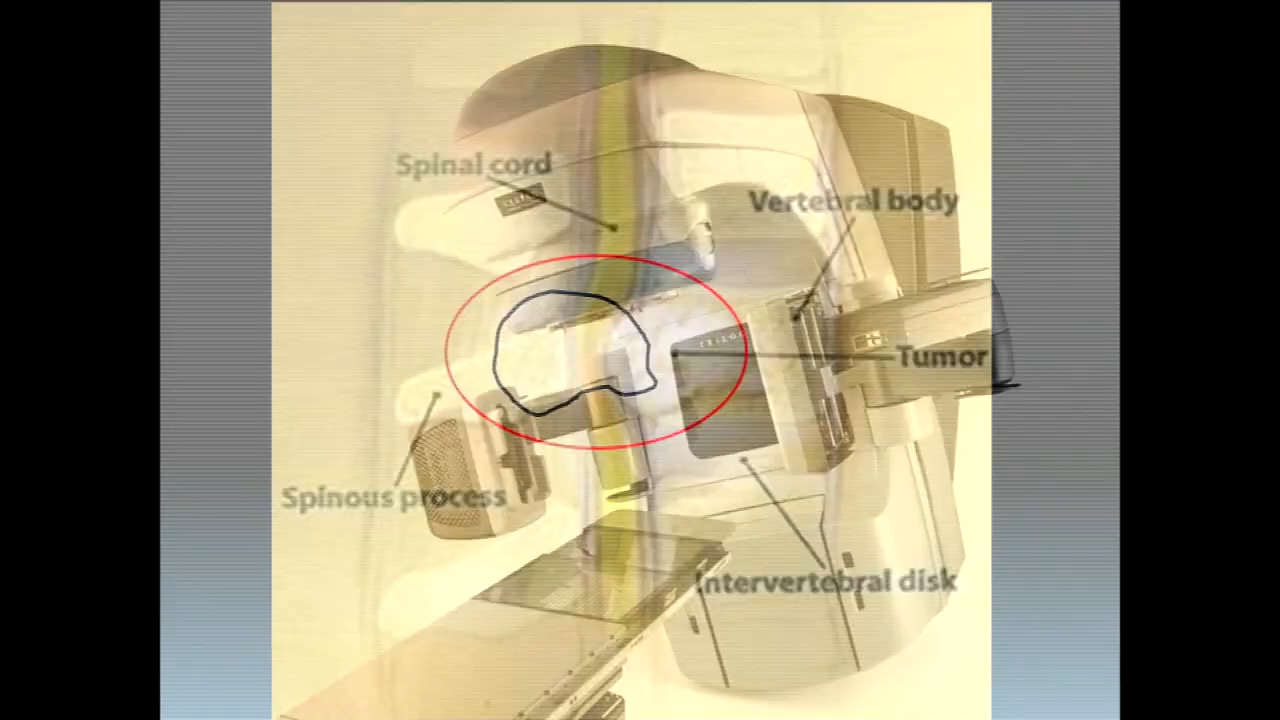 Spinal cord
Vertebral body
Tumor
Spinous process
Intervertebral disk